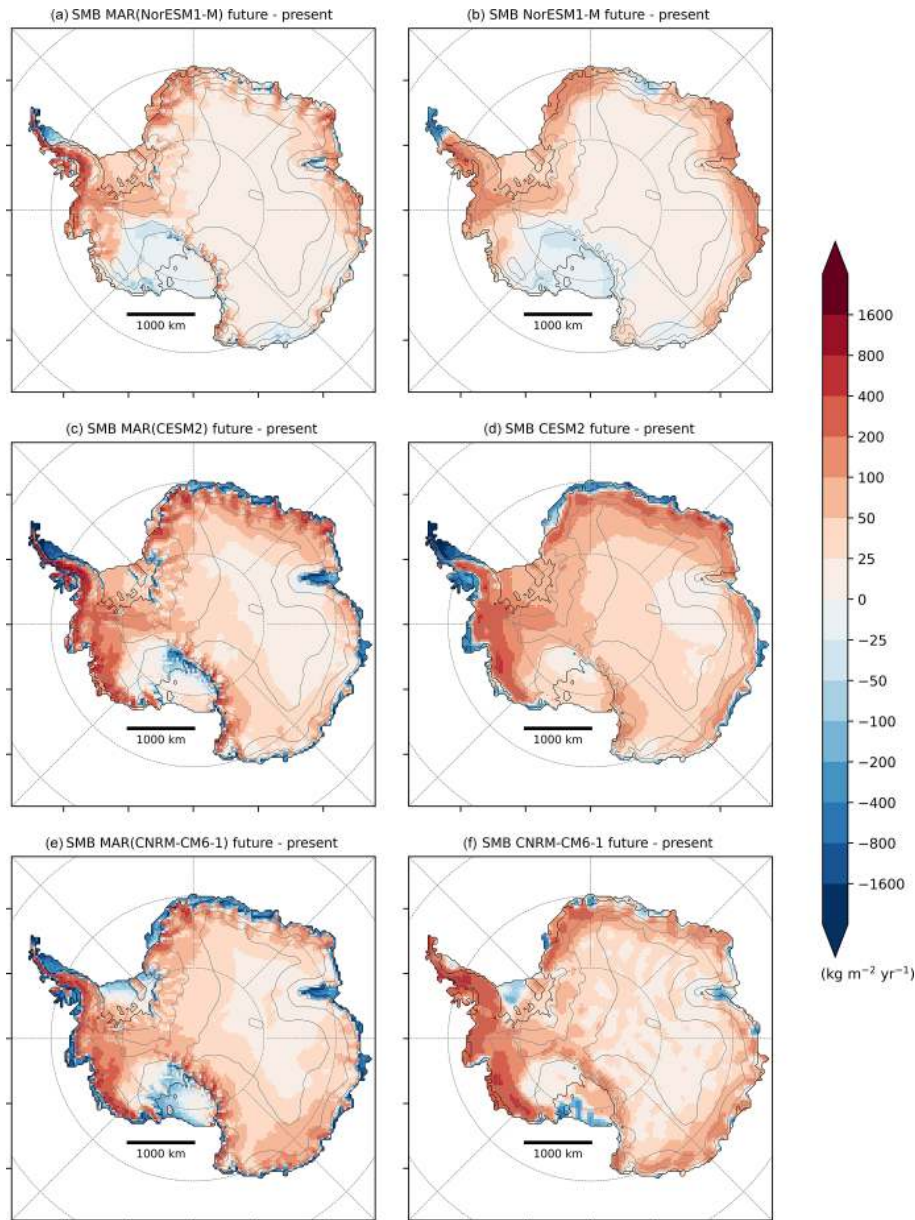 (a) SMB MAR(NorESM1-M) future - present
(b) SMB NorESM1-M future - present
1000 km
1000 km
(c) SMB MAR(CESM2) future - present
(d) SMB CESM2 future - present
1000 km
1000 km
(e) SMB MAR(CNRM-CM6-1) future - present
(f) SMB CNRM-CM6-1 future - present
1000 km
1000 km
1600
800
400
200
100
50
25
0
−25
−50
−100
−200
−400
−800
−1600
(kg m⁻² yr⁻¹)